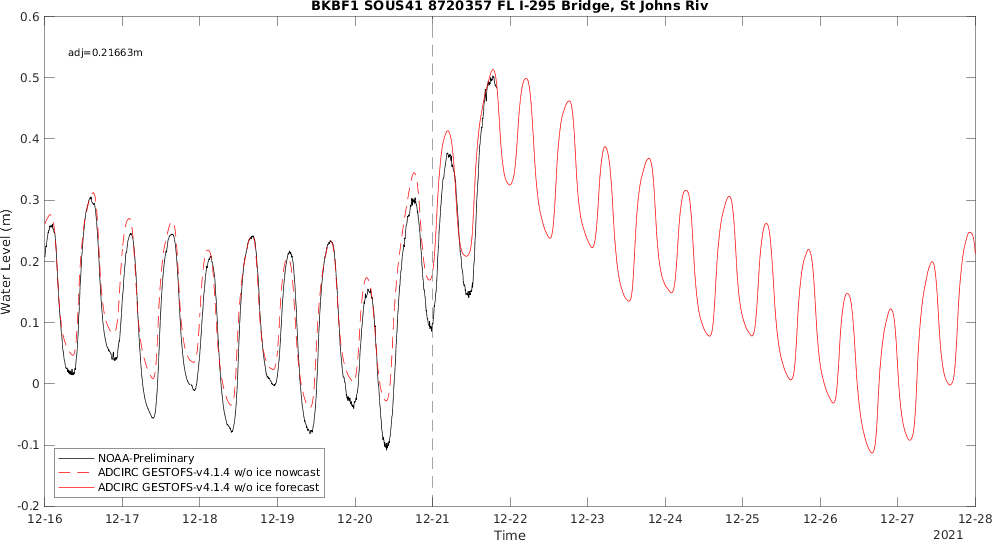 BKBF1 SOUS41 8720357 FL I-295 Bridge, St Johns Riv
adj=0.21663m
0.6
0.5
0.4
0.3
0.2
0.1
0
-0.1
-0.2
Water Level (m)
NOAA-Preliminary
ADCIRC GESTOFS-v4.1.4 w/o ice nowcast
ADCIRC GESTOFS-v4.1.4 w/o ice forecast
12-16 12-17 12-18 12-19 12-20 12-21 12-22 12-23 12-24 12-25 12-26 12-27 12-28
Time
2021